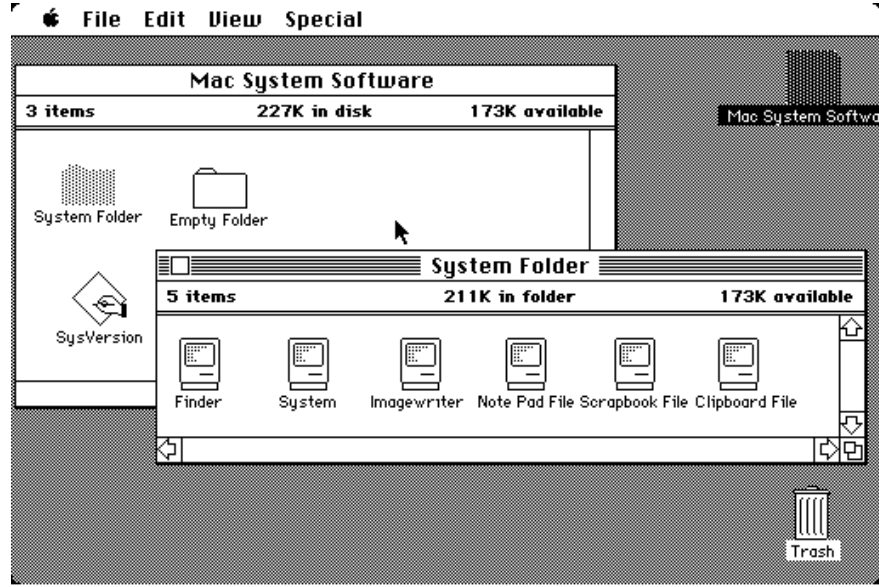 File Edit View Special
Mac System Software
3 items 227K in disk 173K available
Mac System Softwa
System Folder Empty Folder
SysVersion
System Folder
5 items 211K in folder 173K available
Finder System Imagewriter Note Pad File Scrapbook File Clipboard File
Trash